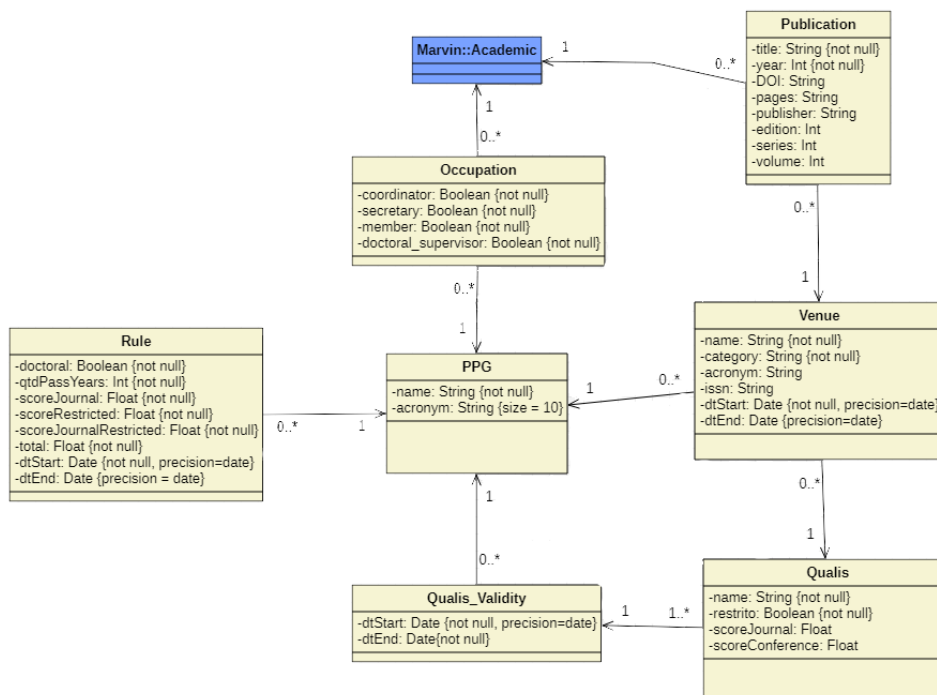 Publication
-title: String {not null}
-year: Int {not null}
-DOI: String
-pages: String
-publisher: String
-edition: Int
-series: Int
-volume: Int
Marvin::Academic
1
0..*
1
0..*
Occupation
-coordinator: Boolean {not null}
-secretary: Boolean {not null}
-member: Boolean {not null}
-doctoral_supervisor: Boolean {not null}
0..*
1
0..*
1
Venue
-name: String {not null}
-category: String {not null}
-acronym: String
-issn: String
-dtStart: Date {not null, precision=date}
-dtEnd: Date {precision=date}
Rule
-doctoral: Boolean {not null}
-qtdPassYears: Int {not null}
-scoreJournal: Float {not null}
-scoreRestricted: Float {not null}
-scoreJournalRestricted: Float {not null}
-total: Float {not null}
-dtStart: Date {not null, precision=date}
-dtEnd: Date {precision = date}
PPG
-name: String {not null}
-acronym: String {size = 10}
1
0..*
0..*
1
1
0..*
0..*
1
Qualis_Validity
-dtStart: Date {not null, precision=date}
-dtEnd: Date{not null}
1
1..*
Qualis
-name: String {not null}
-restrito: Boolean {not null}
-scoreJournal: Float
-scoreConference: Float